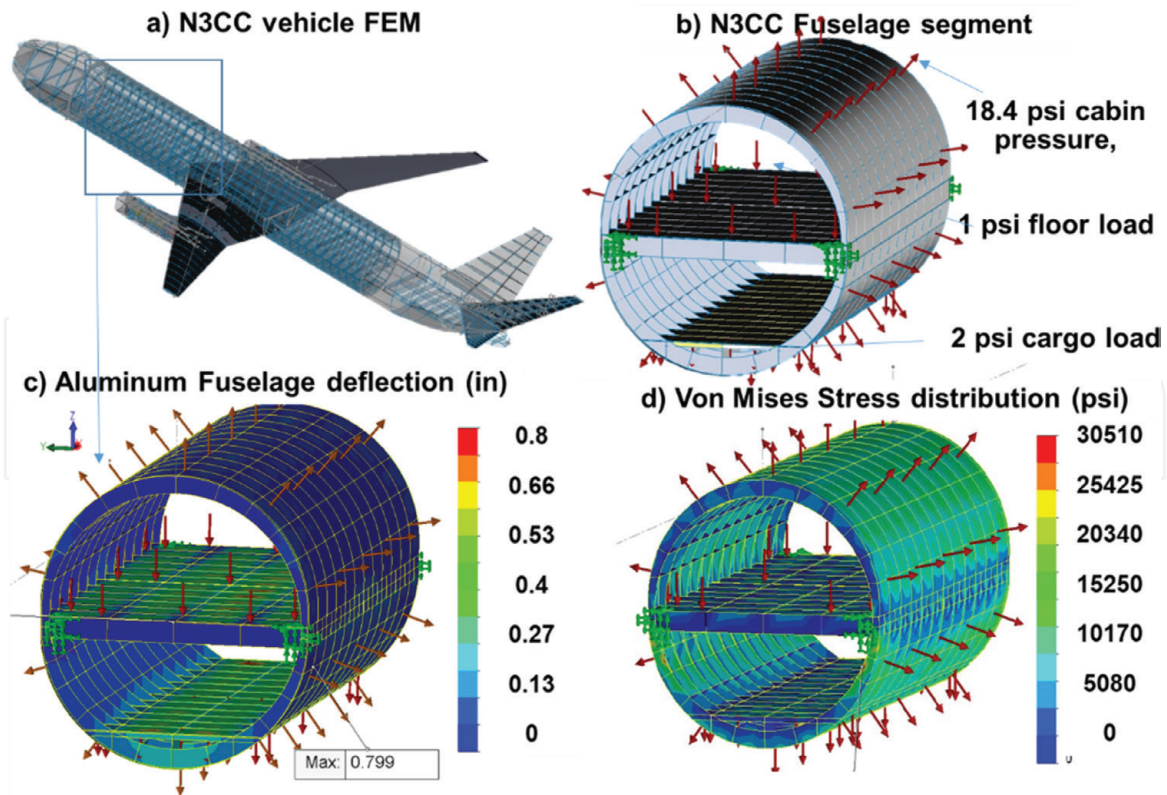 a) N3CC vehicle FEM
b) N3CC Fuselage segment
18.4 psi cabin
pressure,
1 psi floor load
2 psi cargo load
c) Aluminum Fuselage deflection (in)
Z
Y
X
0.8
0.66
0.53
0.4
0.27
0.13
0
Max: 0.799
d) Von Mises Stress distribution (psi)
30510
25425
20340
15250
10170
5080
0
0